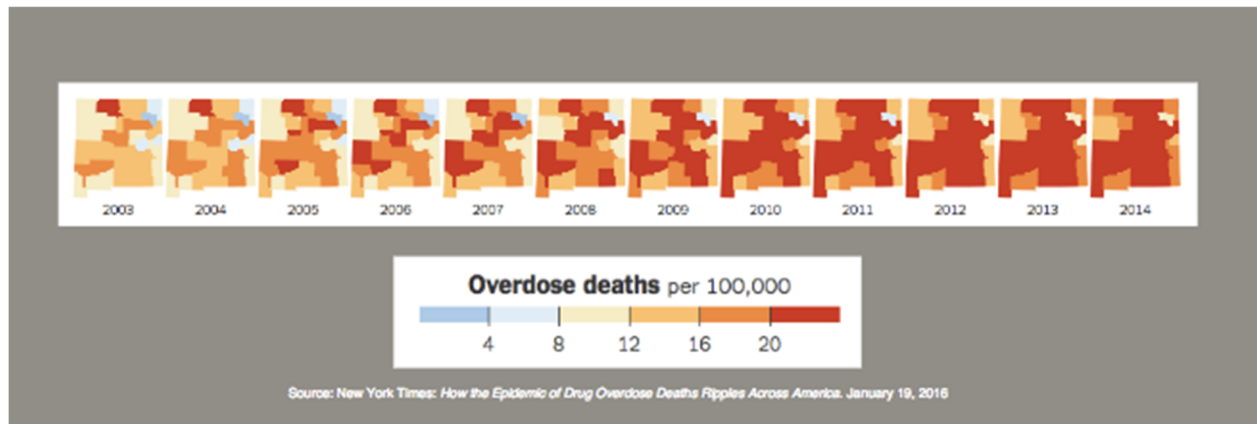 2003 2004 2005 2006 2007 2008 2009 2010 2011 2012 2013 2014
Overdose deaths per 100,000
4 8 12 16 20
Source: New York Times: How the Epidemic of Drug Overdose Deaths Ripples Across America. January 19, 2016